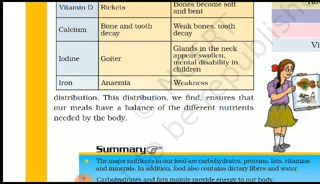 Vitamin D Rickets Bones become soft
and bent
Calcium Bone and tooth decay Weak bones, tooth decay
Iodine Goiter Glands in the neck appear swollen, mental disability in children
Iron Anaemia Weakness
distribution. This distribution, we find, ensures that
our meals have a balance of the different nutrients
needed by the body.
Summary
The major nutrients in our food are carbohydrates, proteins, fats, vitamins
and minerals. In addition, food also contains dietary fibres and water.
Carbohydrates and fats mainly provide energy to our body.